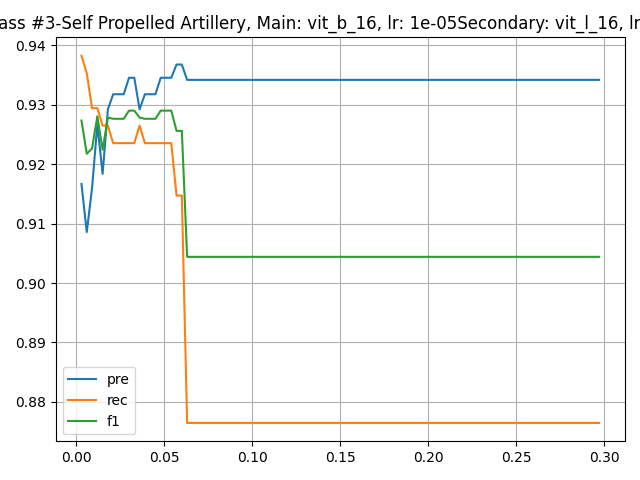 ass #3-Self Propelled Artillery, Main: vit_b_16, lr: 1e-05Secondary: vit_l_16, lr
0.94
0.93
0.92
0.91
0.90
0.89
0.88
pre
rec
f1
0.00 0.05 0.10 0.15 0.20 0.25 0.30